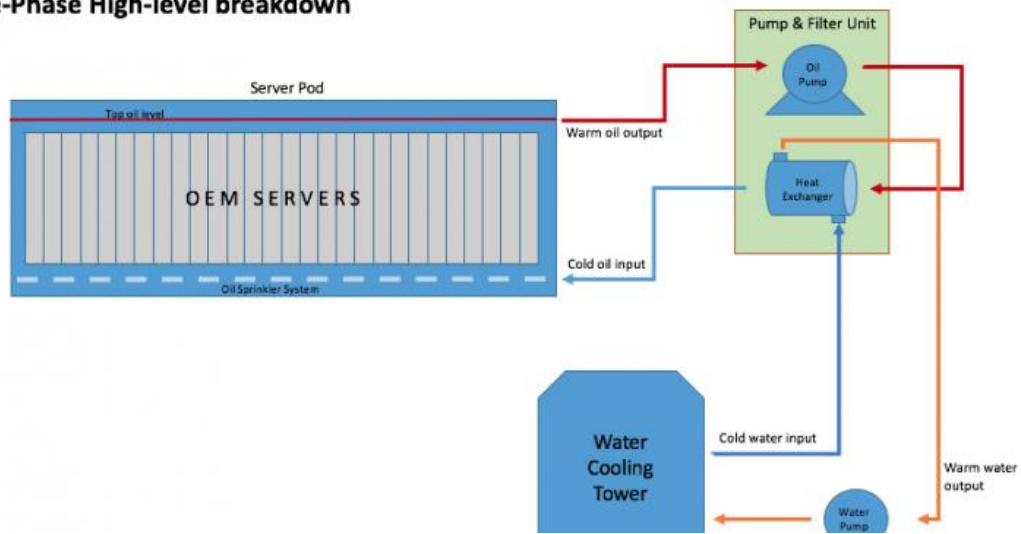 -Phase High-level breakdown
Pump & Filter Unit
Oil
Pump
Server Pod
Top oil level
Warm oil output
OEM SERVERS
Heat
Exchanger
Cold oil input
Oil Sprinkler System
Water
Cooling
Tower
Cold water input
Warm water
output
Water
Pump